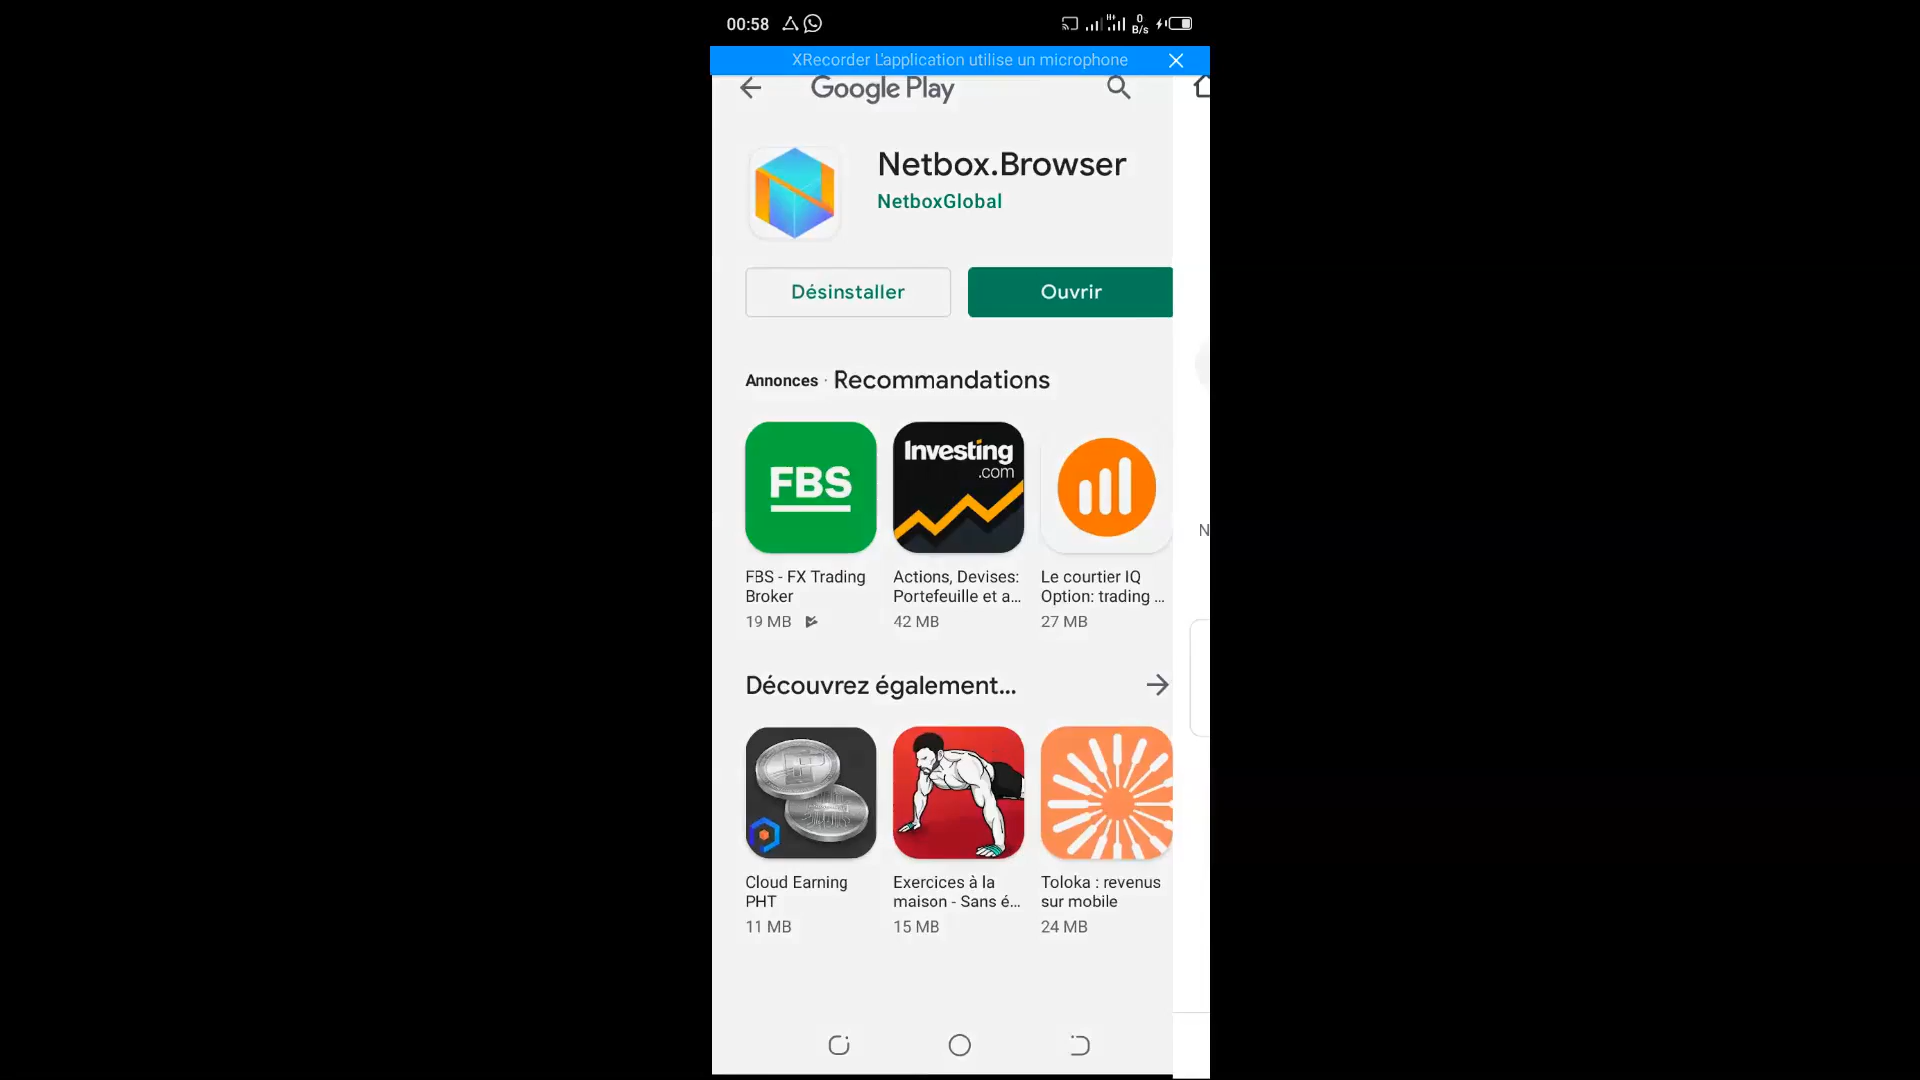 00:58
0
B/s
XRecorder L'application utilise un microphone
Google Play
Netbox.Browser
NetboxGlobal
Désinstaller
Ouvrir
Annonces · Recommandations
FBS
Investing
.com
FBS - FX Trading
Broker
19 MB
Actions, Devises:
Portefeuille et a...
42 MB
Le courtier IQ
Option: trading ...
27 MB
N
Découvrez également...
Cloud Earning
PHT
11 MB
Exercices à la
maison - Sans é...
15 MB
Toloka : revenus
sur mobile
24 MB